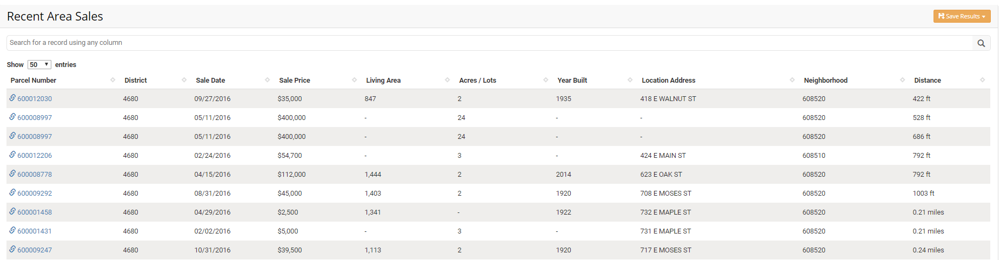 Recent Area Sales Save Results
Search for a record using any column
Show 50 entries
Parcel Number District Sale Date Sale Price Living Area Acres / Lots Year Built Location Address Neighborhood Distance
600012030 4680 09/27/2016 $35,000 847 2 1935 418 E WALNUT ST 608520 422 ft
600008997 4680 05/11/2016 $400,000 - 24 - - 608520 528 ft
600008997 4680 05/11/2016 $400,000 - 24 - - 608520 686 ft
600012206 4680 02/24/2016 $54,700 - 3 - 424 E MAIN ST 608510 792 ft
600008778 4680 04/15/2016 $112,000 1,444 2 2014 623 E OAK ST 608520 792 ft
600009292 4680 08/31/2016 $45,000 1,403 2 1920 708 E MOSES ST 608520 1003 ft
600001458 4680 04/29/2016 $2,500 1,341 - 1922 732 E MAPLE ST 608520 0.21 miles
600001431 4680 02/02/2016 $5,000 - 3 - 731 E MAPLE ST 608520 0.21 miles
600009247 4680 10/31/2016 $39,500 1,113 2 1920 717 E MOSES ST 608520 0.24 miles